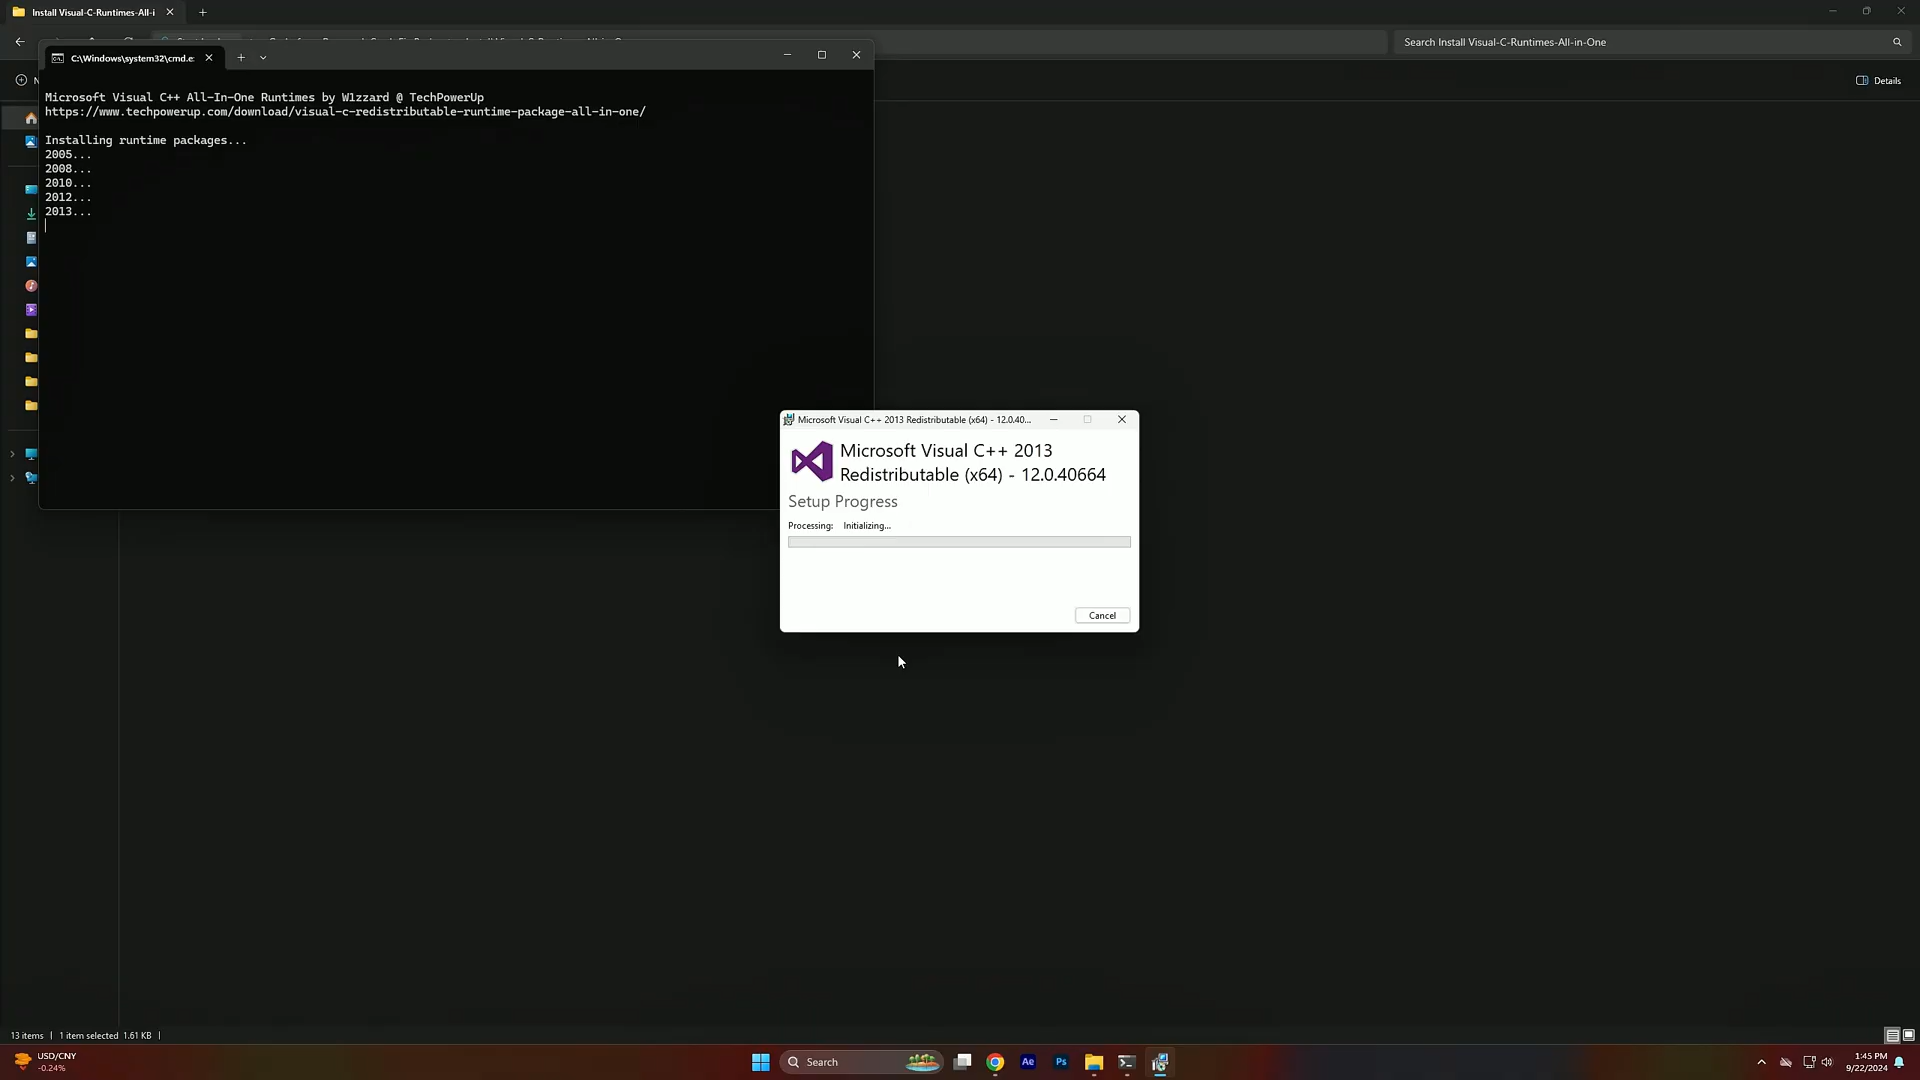 Install Visual-C-Runtimes-All-i
Search Install Visual-C-Runtimes-All-in-One
C:\Windows\system32\cmd.e:
N
Details
Microsoft Visual C++ All-In-One Runtimes by W1zzard @ TechPowerUp
https://www.techpowerup.com/download/visual-c-redistributable-runtime-package-all-in-one/
Installing runtime packages...
2005...
2008...
2010...
2012...
2013...
Microsoft Visual C++ 2013 Redistributable (x64) - 12.0.40...
Microsoft Visual C++ 2013
Redistributable (x64) - 12.0.40664
Setup Progress
Processing: Initializing...
Cancel
13 items | 1 item selected 1.61 KB |
USD/CNY
-0.24%
Search
Ae
Ps
1:45 PM
9/22/2024